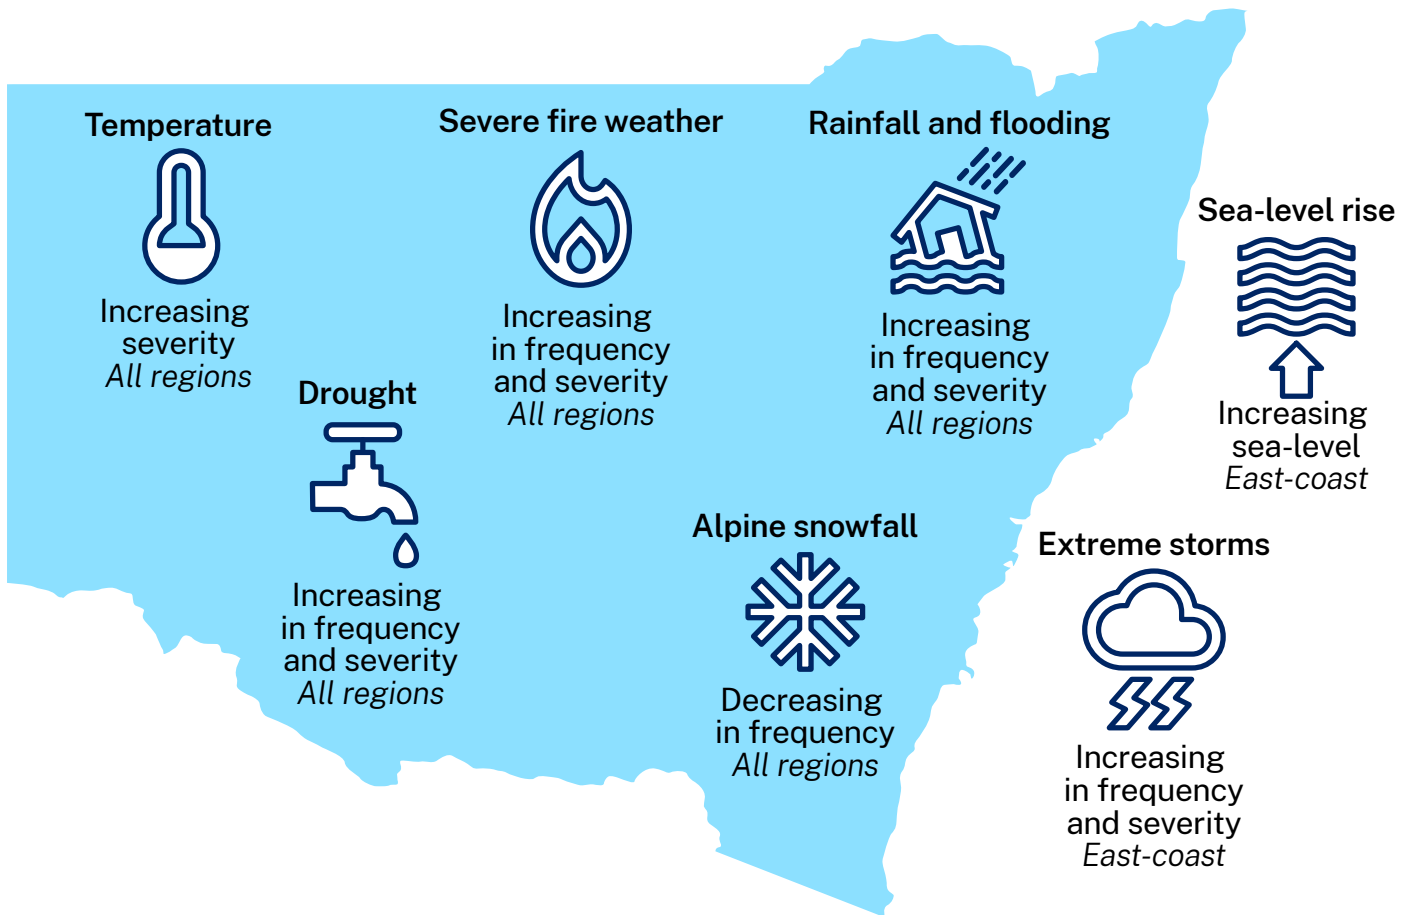 Temperature
Increasing
severity
All regions
Severe fire weather
Increasing
in frequency
and severity
All regions
Rainfall and flooding
Increasing
in frequency
and severity
All regions
Sea-level rise
Increasing
sea-level
East-coast
Drought
Increasing
in frequency
and severity
All regions
Alpine snowfall
Decreasing
in frequency
All regions
Extreme storms
Increasing
in frequency
and severity
East-coast